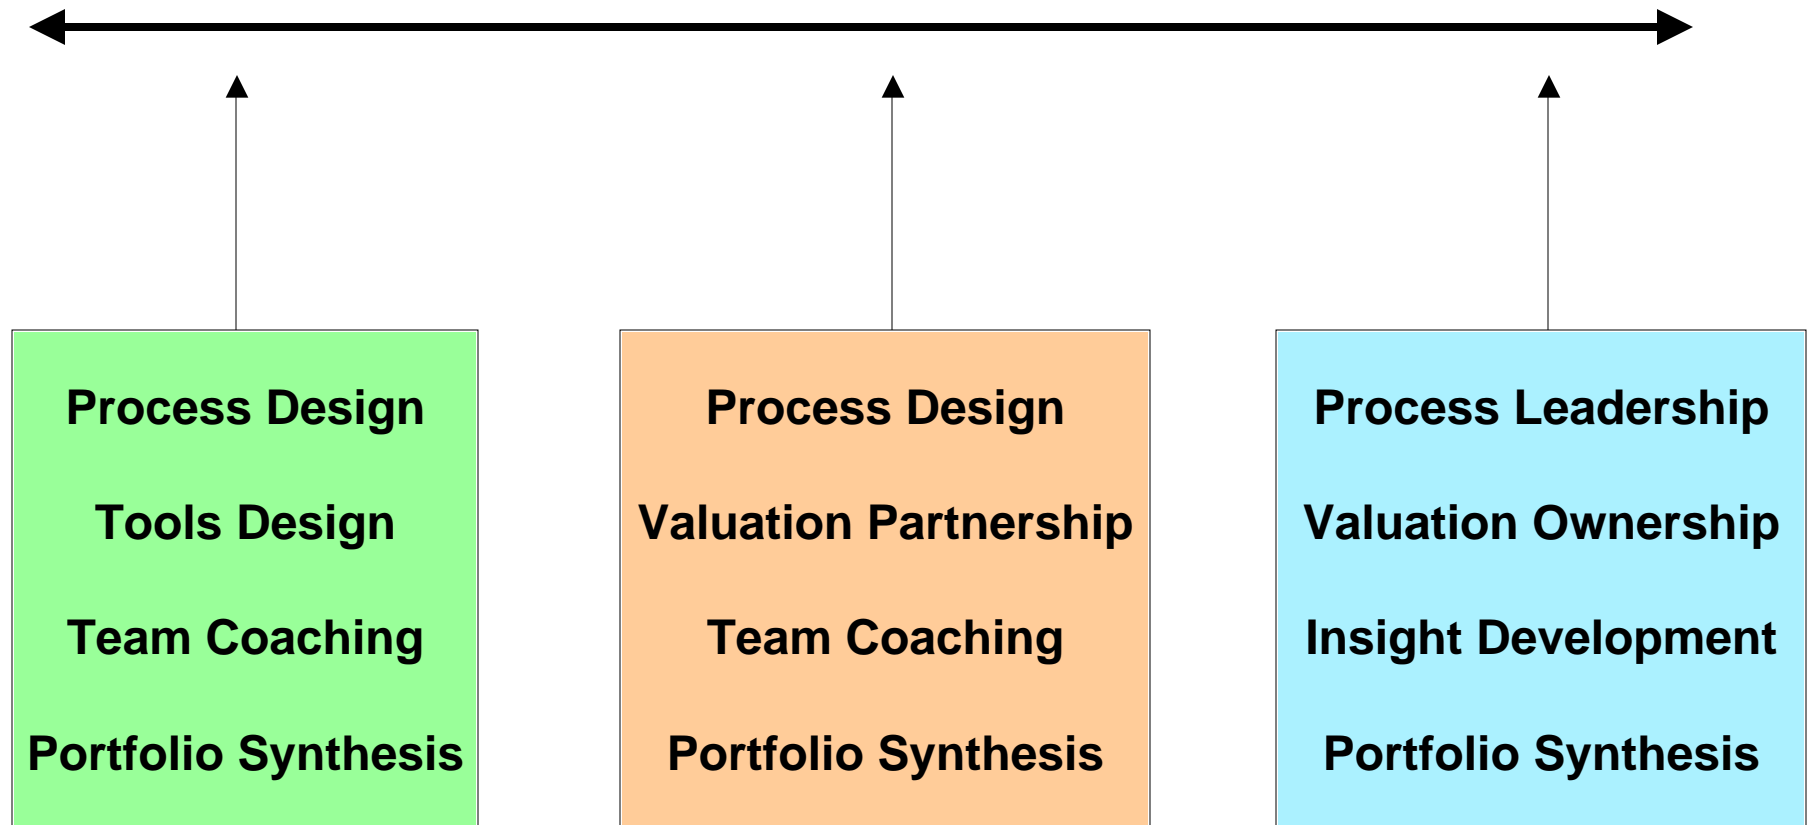 Process Design
Tools Design
Team Coaching
Portfolio Synthesis
Process Design
Valuation Partnership
Team Coaching
Portfolio Synthesis
Process Leadership
Valuation Ownership
Insight Development
Portfolio Synthesis